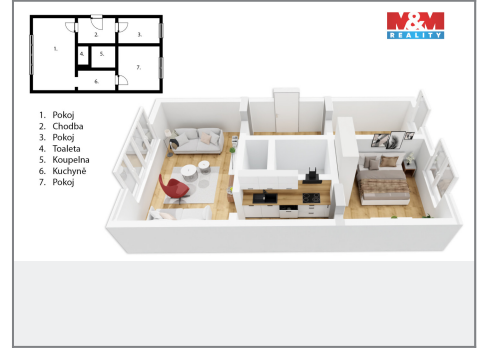 M&M
REALITY
1.
2.
3.
4.
5.
6.
7.
1. Pokoj
2. Chodba
3. Pokoj
4. Toaleta
5. Koupelna
6. Kuchyně
7. Pokoj